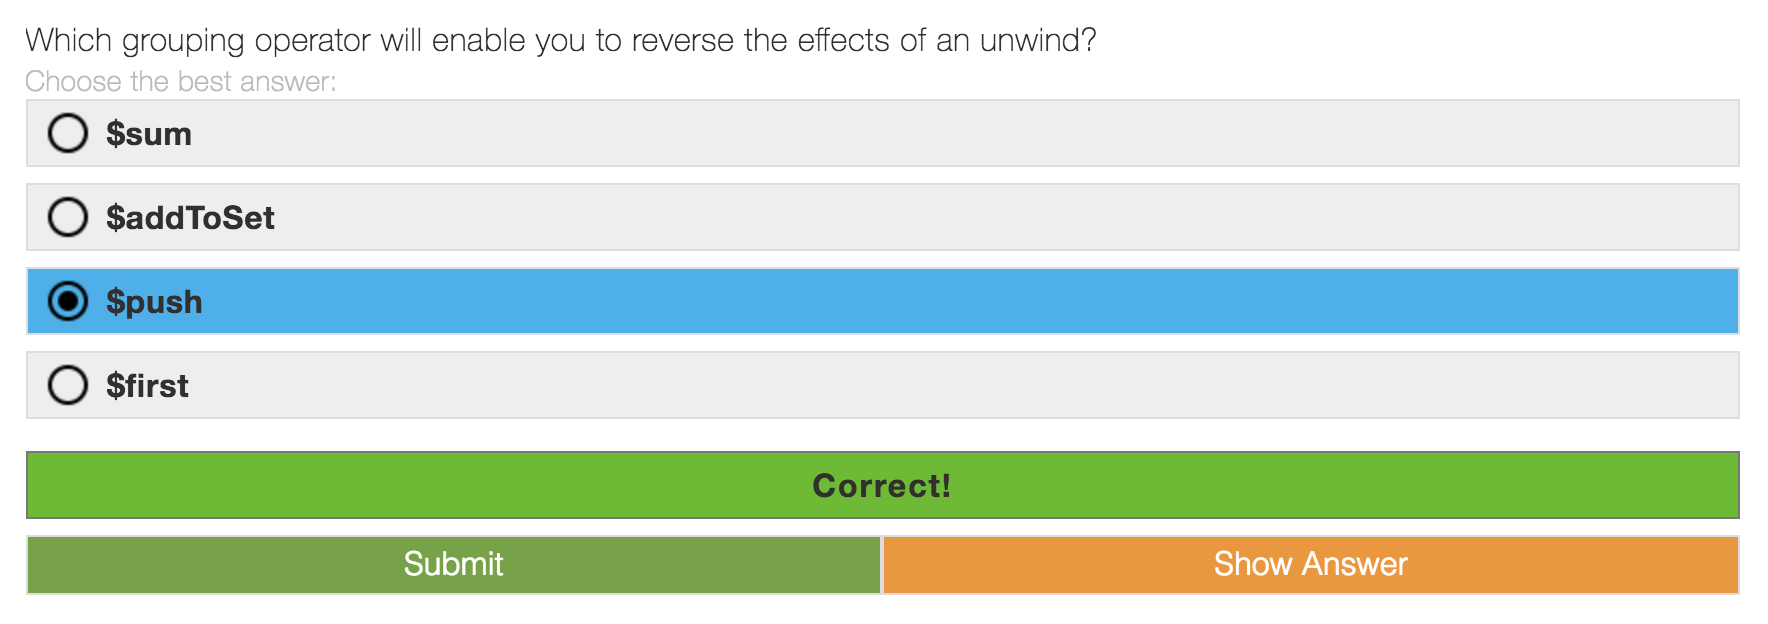 Which grouping operator will enable you to reverse the effects of an unwind?
Choose the best answer:
$sum
$addToSet
$push
$first
Correct!
Submit
Show Answer